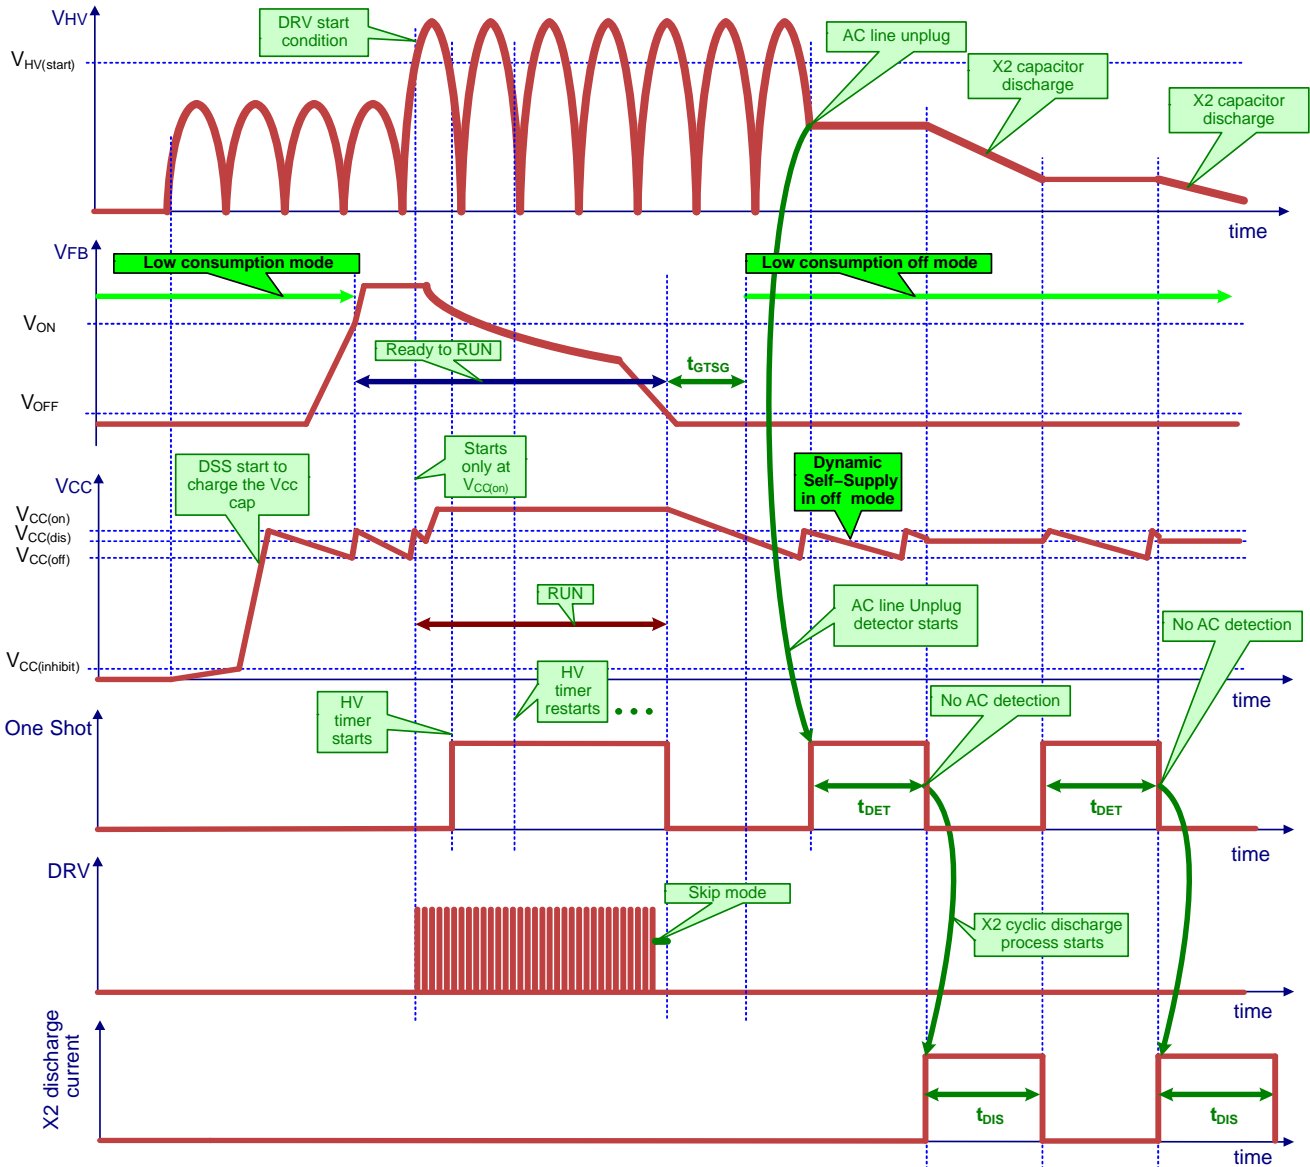 VHV
DRV start
condition
AC line unplug
VHV(start)
X2 capacitor
discharge
X2 capacitor
discharge
time
VFB
Low consumption mode
Low consumption off mode
VON
Ready to RUN
tGTSG
VOFF
DSS start to
charge the Vcc
cap
Starts
only at
VCC(on)
Dynamic
Self-Supply
in off mode
VCC
VCC(on)
VCC(dis)
VCC(off)
RUN
AC line Unplug
detector starts
No AC detection
VCC(inhibit)
time
HV
timer
restarts
HV
timer
starts
No AC detection
One Shot
tDET
tDET
time
DRV
Skip mode
X2 cyclic discharge
process starts
time
X2 discharge
current
tDIS
tDIS
time